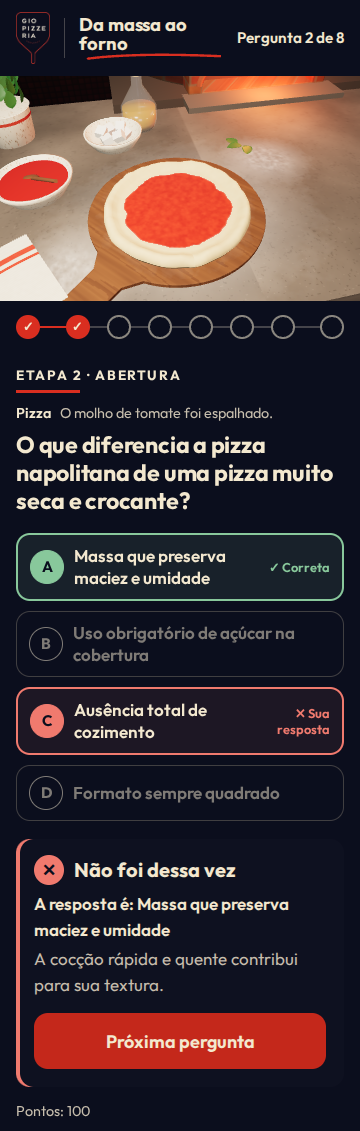 GIO
PIZZE
RIA
Da massa ao
forno
Pergunta 2 de 8
✓ ✓
ETAPA 2 · ABERTURA
Pizza O molho de tomate foi espalhado.
O que diferencia a pizza
napolitana de uma pizza muito
seca e crocante?
A Massa que preserva
maciez e umidade
✓ Correta
B Uso obrigatório de açúcar na
cobertura
C Ausência total de
cozimento
✕ Sua
resposta
D Formato sempre quadrado
✕ Não foi dessa vez
A resposta é: Massa que preserva
maciez e umidade
A cocção rápida e quente contribui
para sua textura.
Próxima pergunta
Pontos: 100